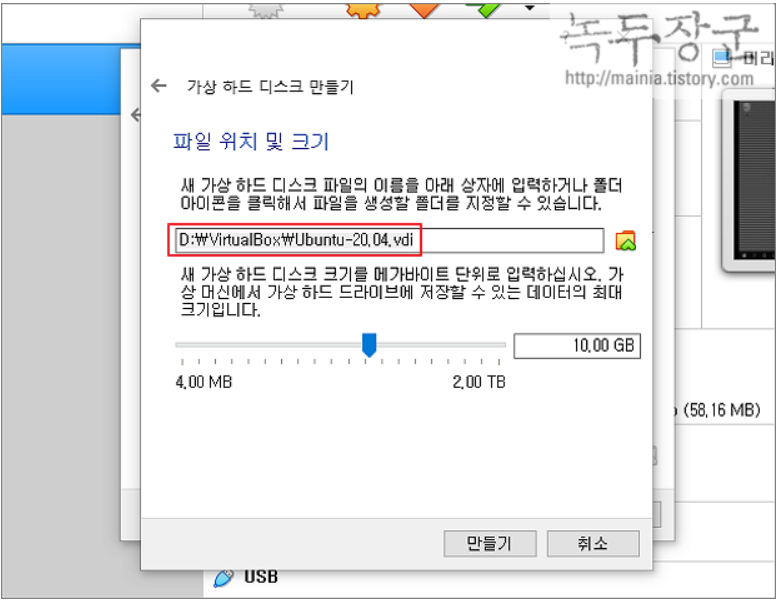 녹두장군
http://mainia.tistory.com
미리
가상 하드 디스크 만들기
파일 위치 및 크기
새 가상 하드 디스크 파일의 이름을 아래 상자에 입력하거나 폴더
아이콘을 클릭해서 파일을 생성할 폴더를 지정할 수 있습니다.
D:₩VirtualBox₩Ubuntu-20.04.vdi
새 가상 하드 디스크 크기를 메가바이트 단위로 입력하십시오. 가
상 머신에서 가상 하드 드라이브에 저장할 수 있는 데이터의 최대
크기입니다.
10.00 GB
4.00 MB
2.00 TB
(58.16 MB)
만들기
취소
USB